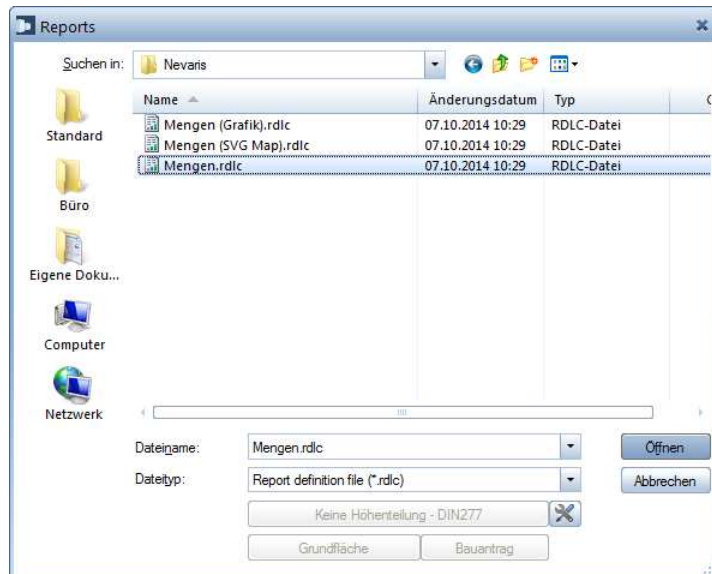 Reports
Suchen in: Nevaris
Name Änderungsdatum Typ
Mengen (Grafik).rdlc 07.10.2014 10:29 RDLC-Datei
Mengen (SVG Map).rdlc 07.10.2014 10:29 RDLC-Datei
Mengen.rdlc 07.10.2014 10:29 RDLC-Datei
Standard
Büro
Eigene Doku...
Computer
Netzwerk
Dateiname: Mengen.rdlc Öffnen
Dateityp: Report definition file (*.rdlc) Abbrechen
Keine Höhenteilung - DIN277
Grundfläche Bauantrag